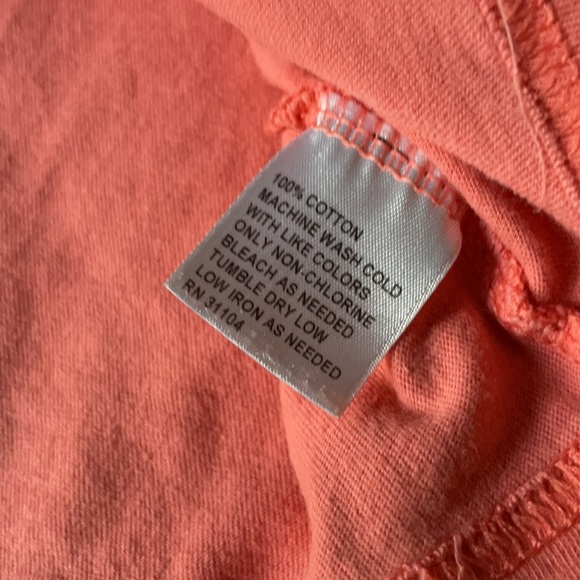 100% COTTON
MACHINE WASH COLD
WITH LIKE COLORS
ONLY NON-CHLORINE
BLEACH AS NEEDED
TUMBLE DRY LOW
LOW IRON AS NEEDED
RN 31104